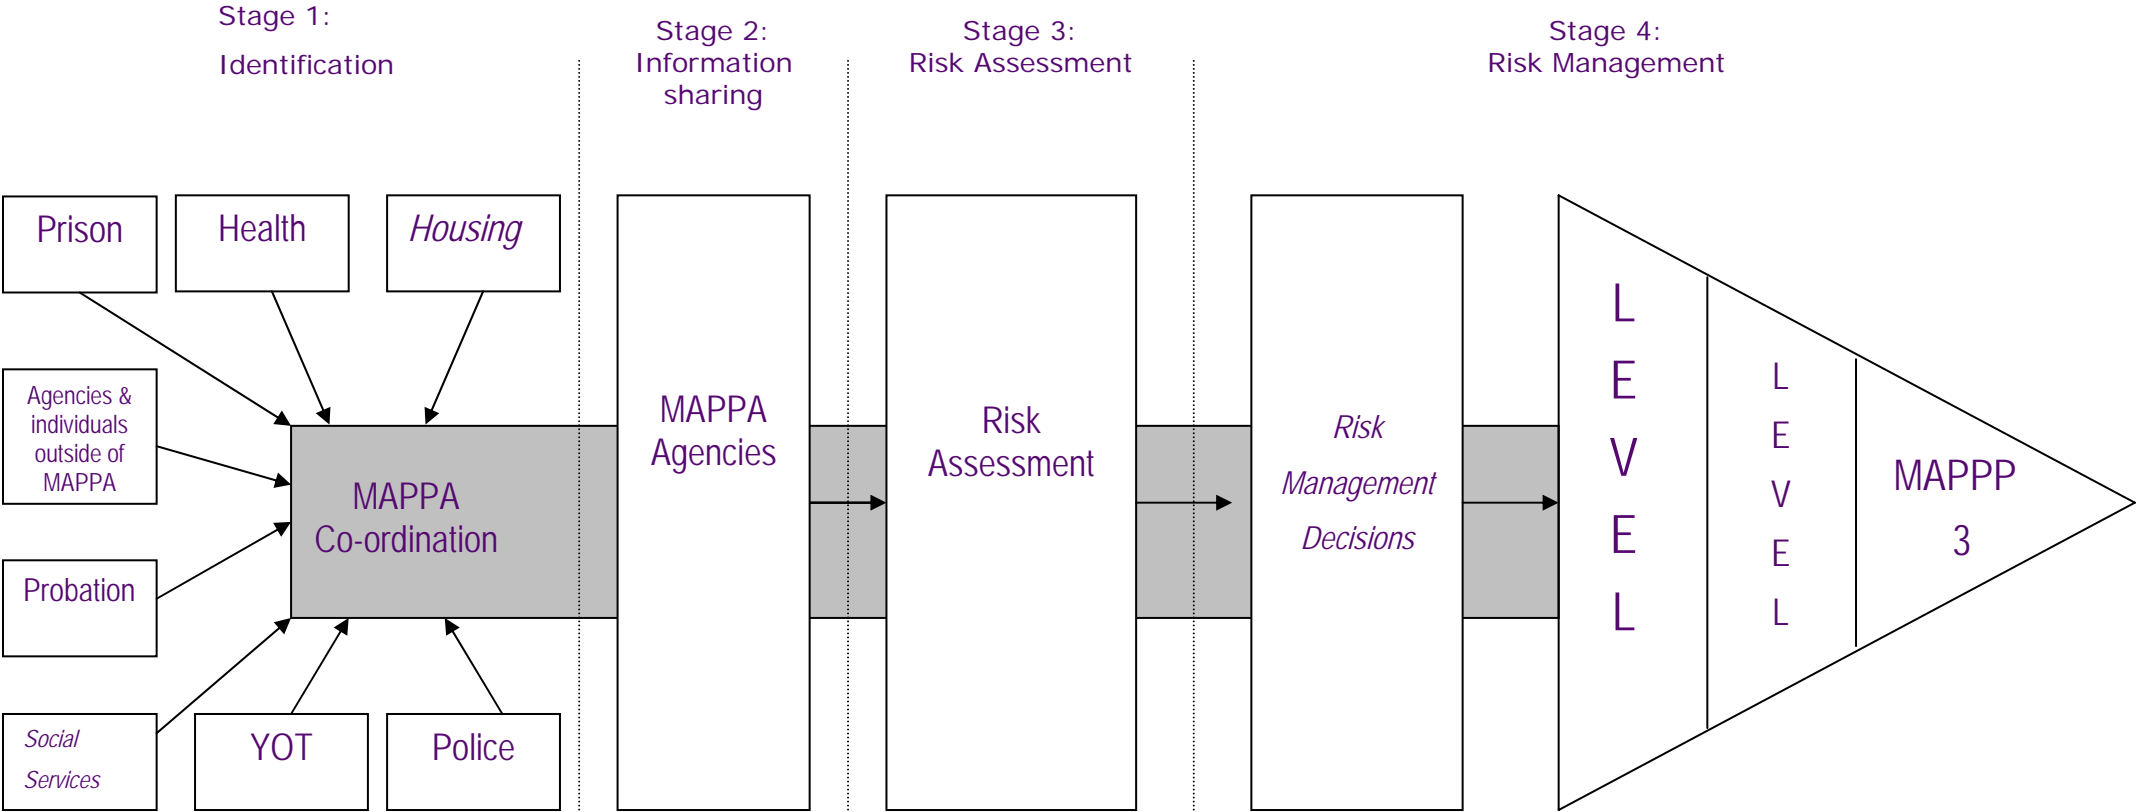 Stage 1:
Identification
Stage 2:
Information
sharing
Stage 3:
Risk Assessment
Stage 4:
Risk Management
Prison
Health
Housing
Agencies &
individuals
outside of
MAPPA
Probation
Social
Services
YOT
Police
MAPPA
Co-ordination
MAPPA
Agencies
Risk
Assessment
Risk
Management
Decisions
L
E
V
E
L
L
E
V
E
L
MAPPP
3